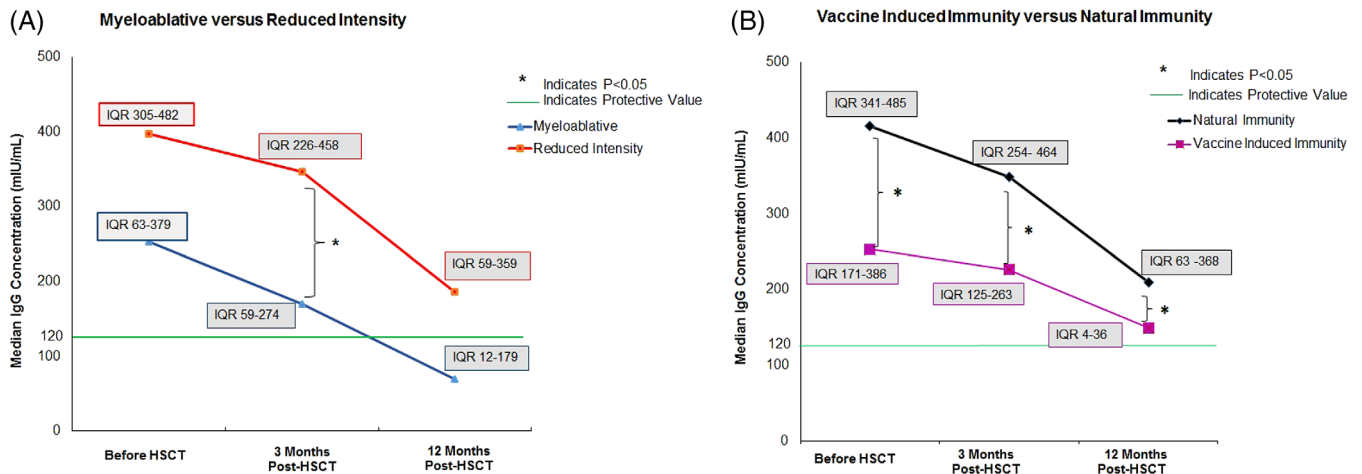 (A)
Myeloablative versus Reduced Intensity
Median IgG Concentration (mIU/mL)
500
400
300
200
120
100
0
IQR 305-482
IQR 226-458
IQR 63-379
IQR 59-274
IQR 59-359
IQR 12-179
*
* Indicates P<0.05
Indicates Protective Value
Myeloablative
Reduced Intensity
Before HSCT
3 Months
Post-HSCT
12 Months
Post-HSCT
(B)
Vaccine Induced Immunity versus Natural Immunity
Median IgG Concentration (mIU/mL)
500
400
300
200
120
100
0
IQR 341-485
IQR 254- 464
IQR 63 -368
IQR 171-386
IQR 125-263
IQR 4-36
*
*
*
* Indicates P<0.05
Indicates Protective Value
Natural Immunity
Vaccine Induced Immunity
Before HSCT
3 Months
Post-HSCT
12 Months
Post-HSCT